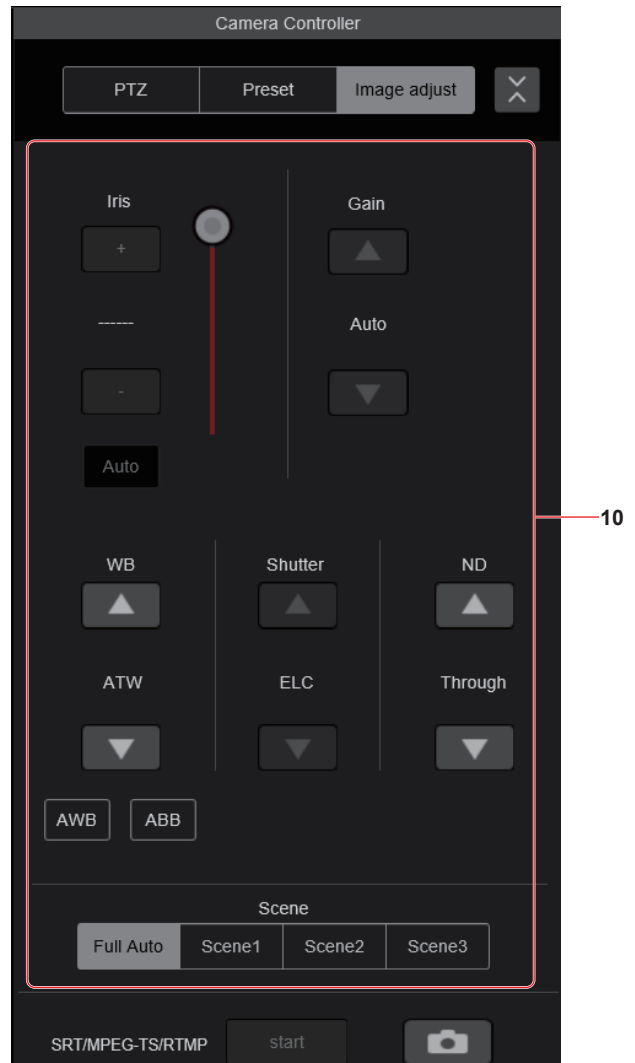 Camera Controller
PTZ Preset Image adjust
Iris Gain
+
------ Auto
-
Auto
10
WB Shutter ND
ATW ELC Through
AWB ABB
Scene
Full Auto Scene1 Scene2 Scene3
SRT/MPEG-TS/RTMP start